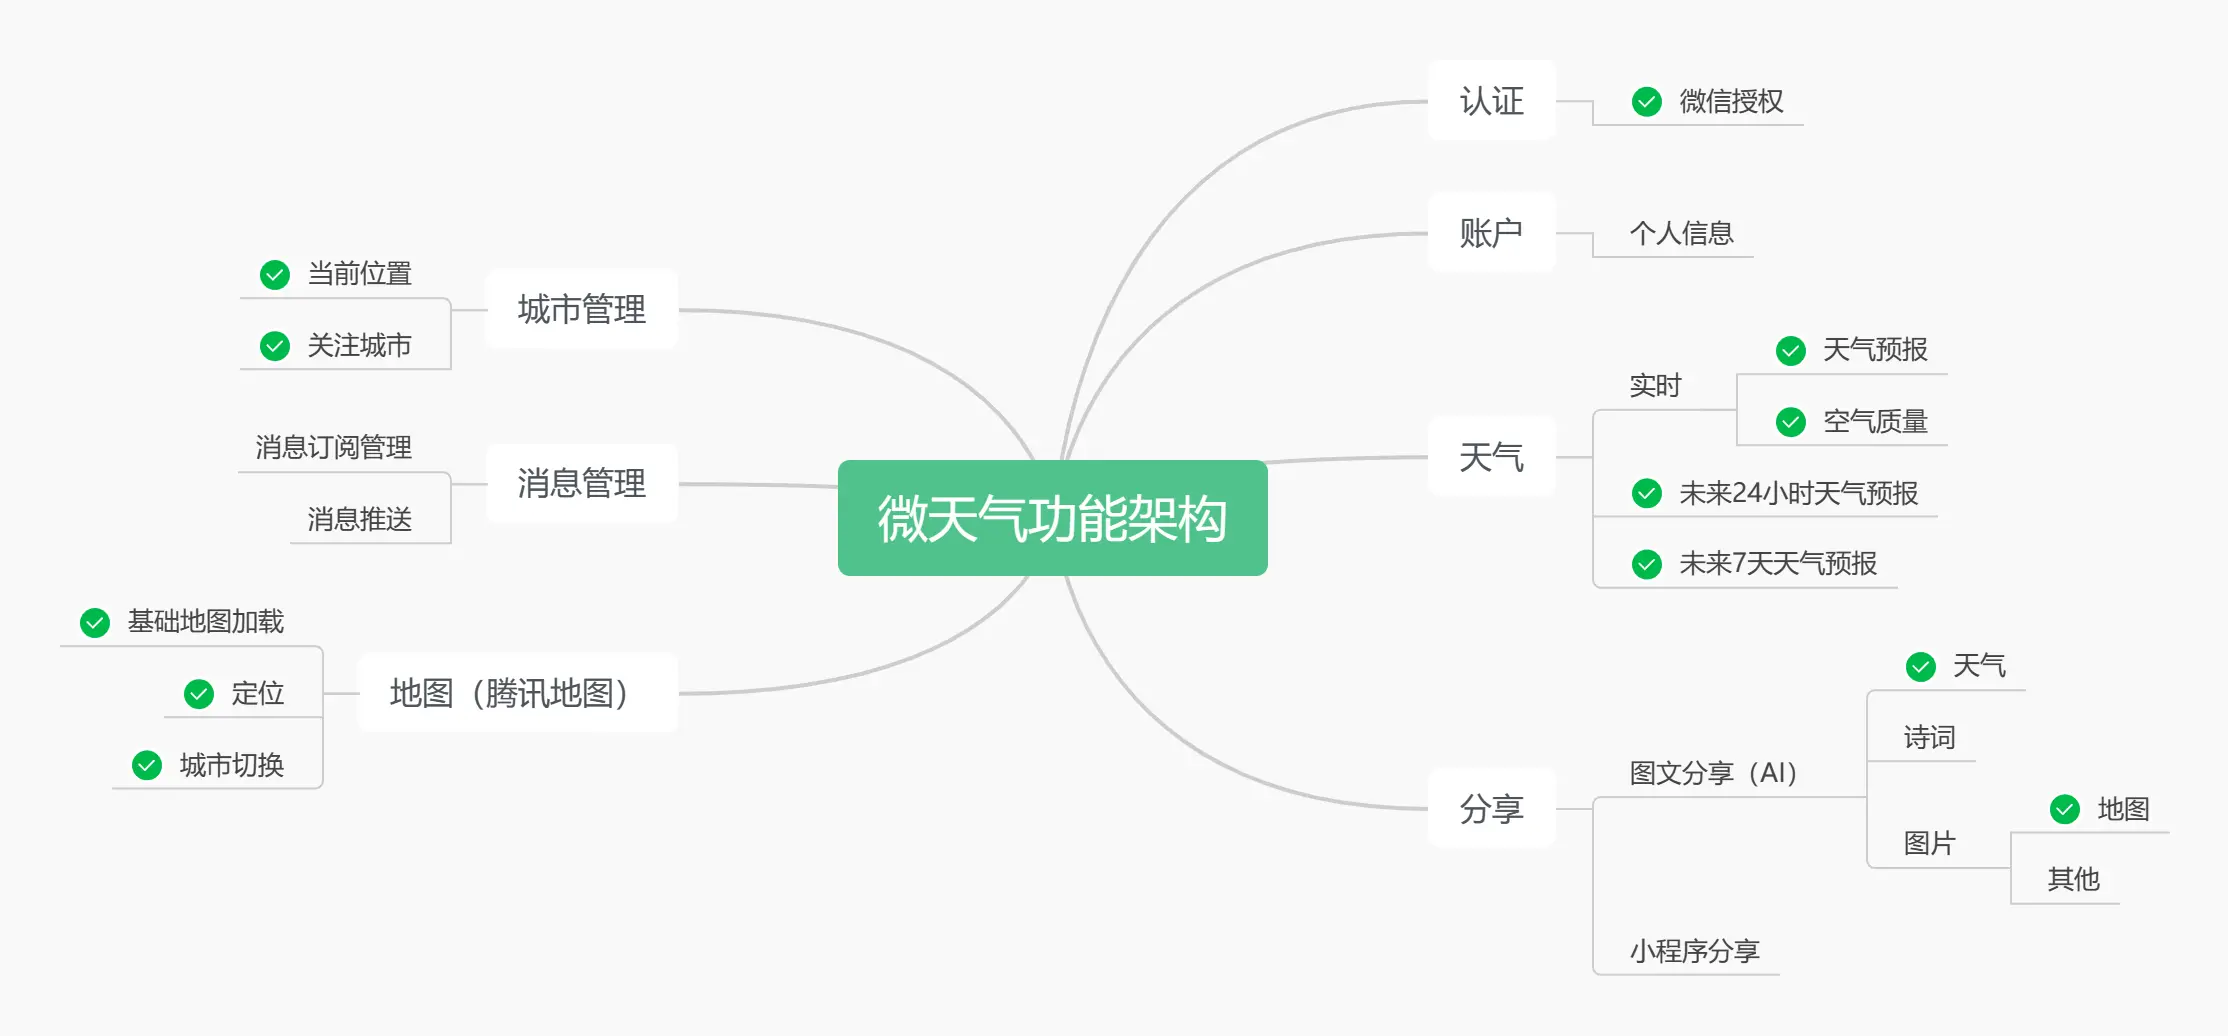 微天气功能架构
认证
微信授权
账户
个人信息
天气
实时
天气预报
空气质量
未来24小时天气预报
未来7天天气预报
分享
图文分享（AI）
天气
诗词
图片
地图
其他
小程序分享
城市管理
当前位置
关注城市
消息管理
消息订阅管理
消息推送
地图（腾讯地图）
基础地图加载
定位
城市切换